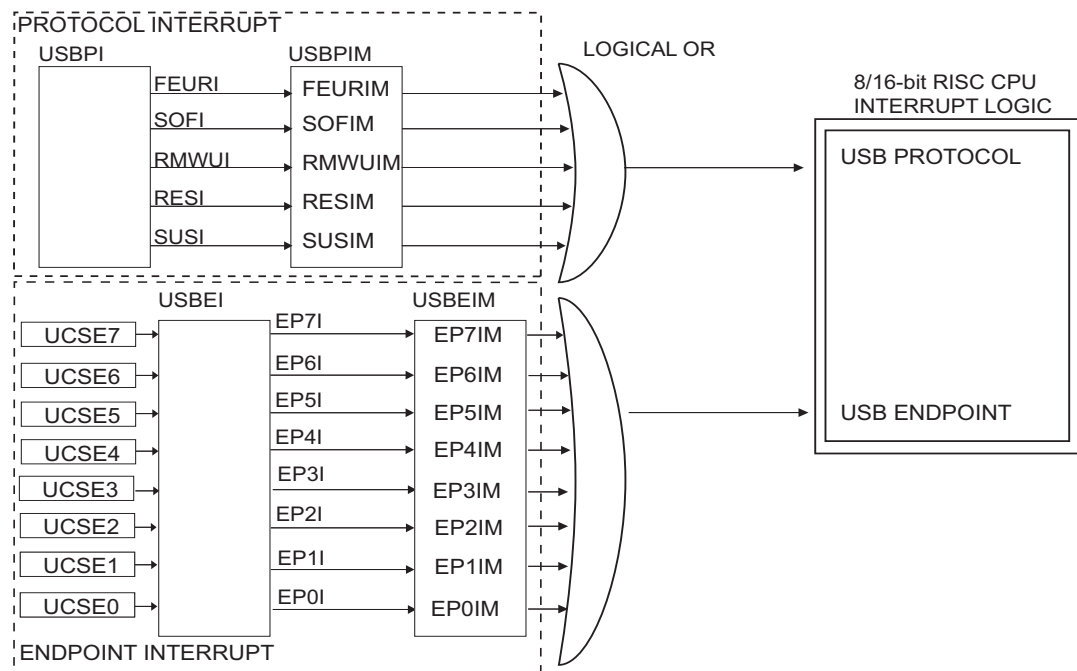 PROTOCOL INTERRUPT
USBPI
USBPIM
LOGICAL OR
8/16-bit RISC CPU
INTERRUPT LOGIC
FEURI
FEURIM
SOFI
SOFIM
RMWUI
RMWUIM
RESI
RESIM
SUSI
SUSIM
USB PROTOCOL
USB ENDPOINT
USBEI
USBEIM
UCSE7
EP7I
EP7IM
UCSE6
EP6I
EP6IM
UCSE5
EP5I
EP5IM
UCSE4
EP4I
EP4IM
UCSE3
EP3I
EP3IM
UCSE2
EP2I
EP2IM
UCSE1
EP1I
EP1IM
UCSE0
EP0I
EP0IM
ENDPOINT INTERRUPT